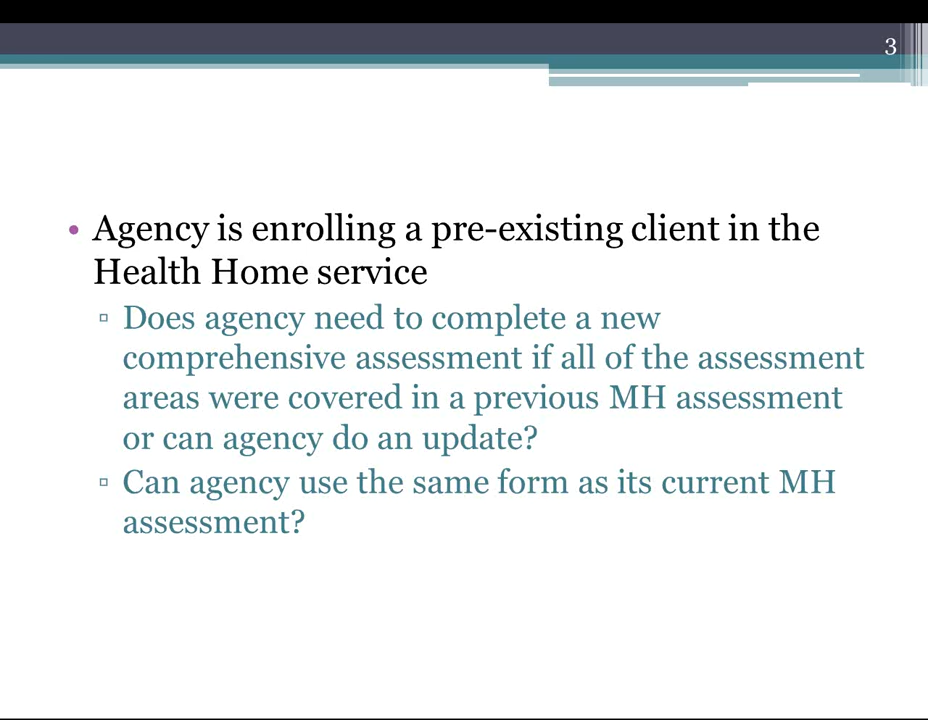 3
• Agency is enrolling a pre-existing client in the
Health Home service
▫ Does agency need to complete a new
comprehensive assessment if all of the assessment
areas were covered in a previous MH assessment
or can agency do an update?
▫ Can agency use the same form as its current MH
assessment?